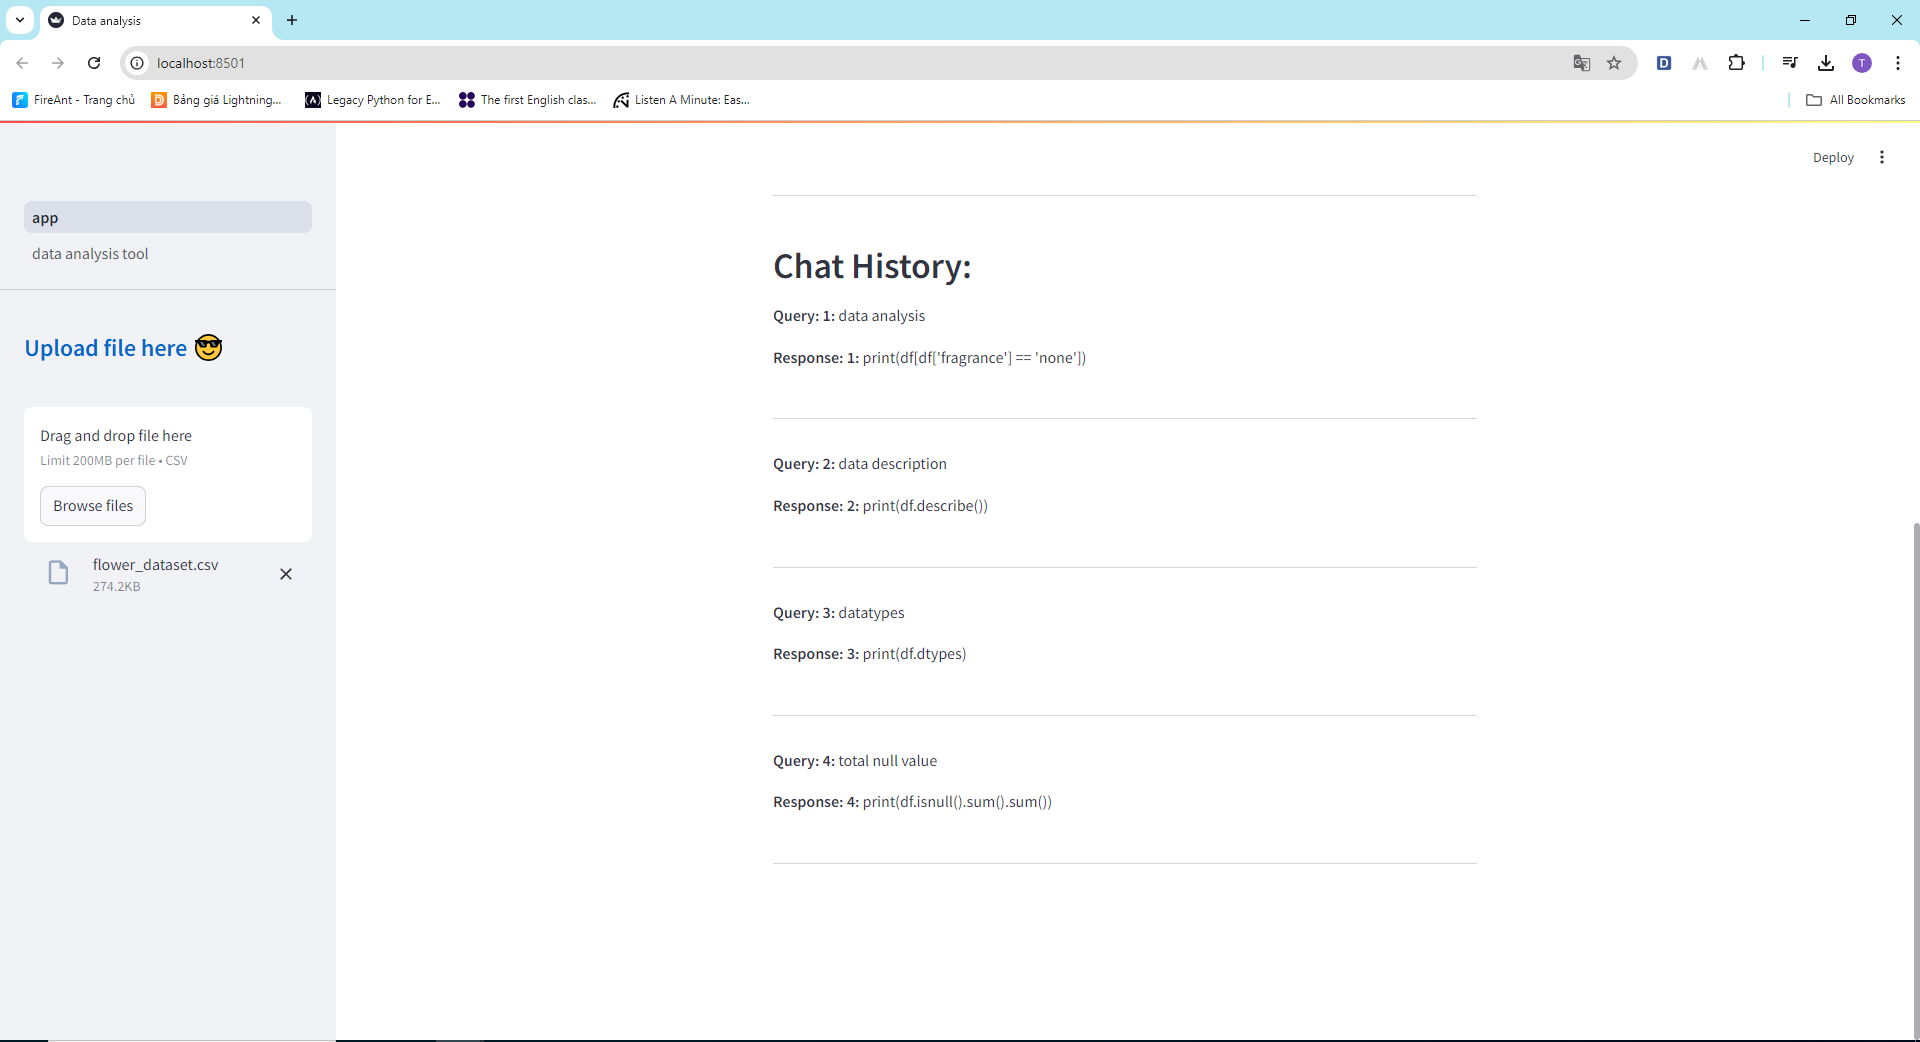 Data analysis
localhost:8501
T
FireAnt - Trang chủ
Bảng giá Lightning...
Legacy Python for E...
The first English clas...
Listen A Minute: Eas...
All Bookmarks
Deploy
app
data analysis tool
Upload file here
Drag and drop file here
Limit 200MB per file • CSV
Browse files
flower_dataset.csv
274.2KB
Chat History:
Query: 1: data analysis
Response: 1: print(df[df['fragrance'] == 'none'])
Query: 2: data description
Response: 2: print(df.describe())
Query: 3: datatypes
Response: 3: print(df.dtypes)
Query: 4: total null value
Response: 4: print(df.isnull().sum().sum())